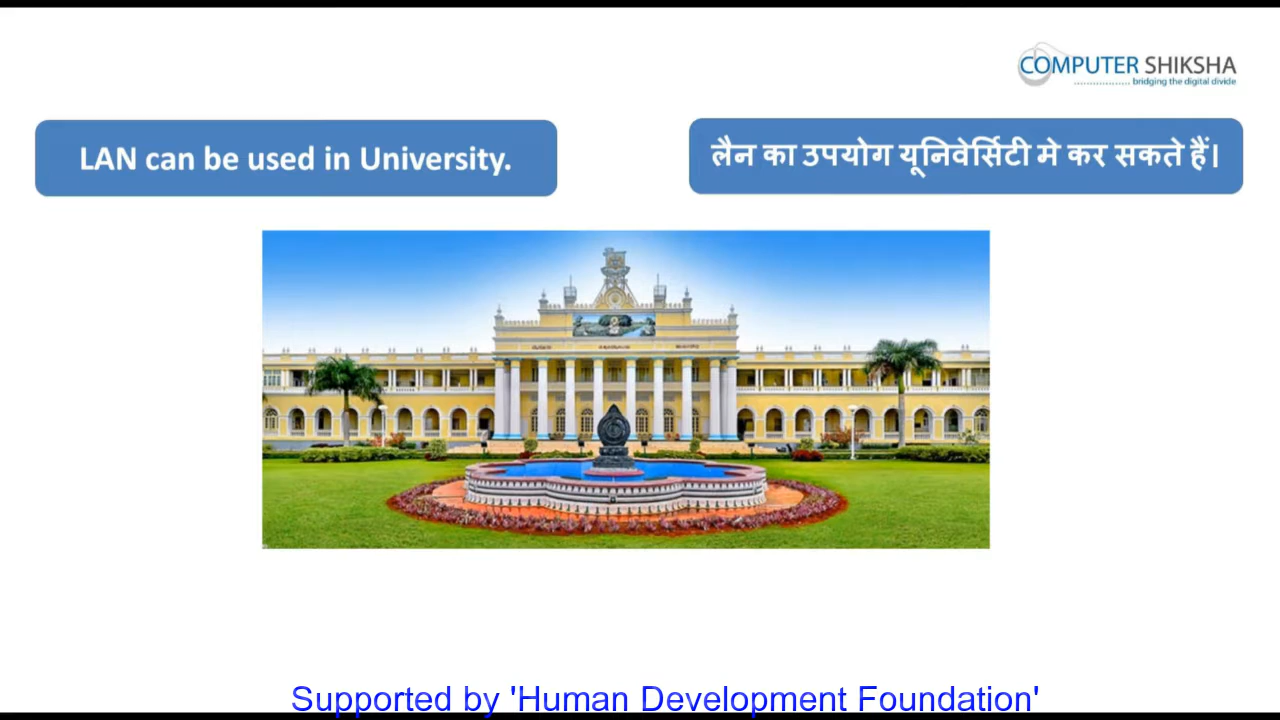 COMPUTER SHIKSHA
bridging the digital divide
LAN can be used in University.
लैन का उपयोग यूनिवेर्सिटी मे कर सकते हैं।
Supported by 'Human Development Foundation'